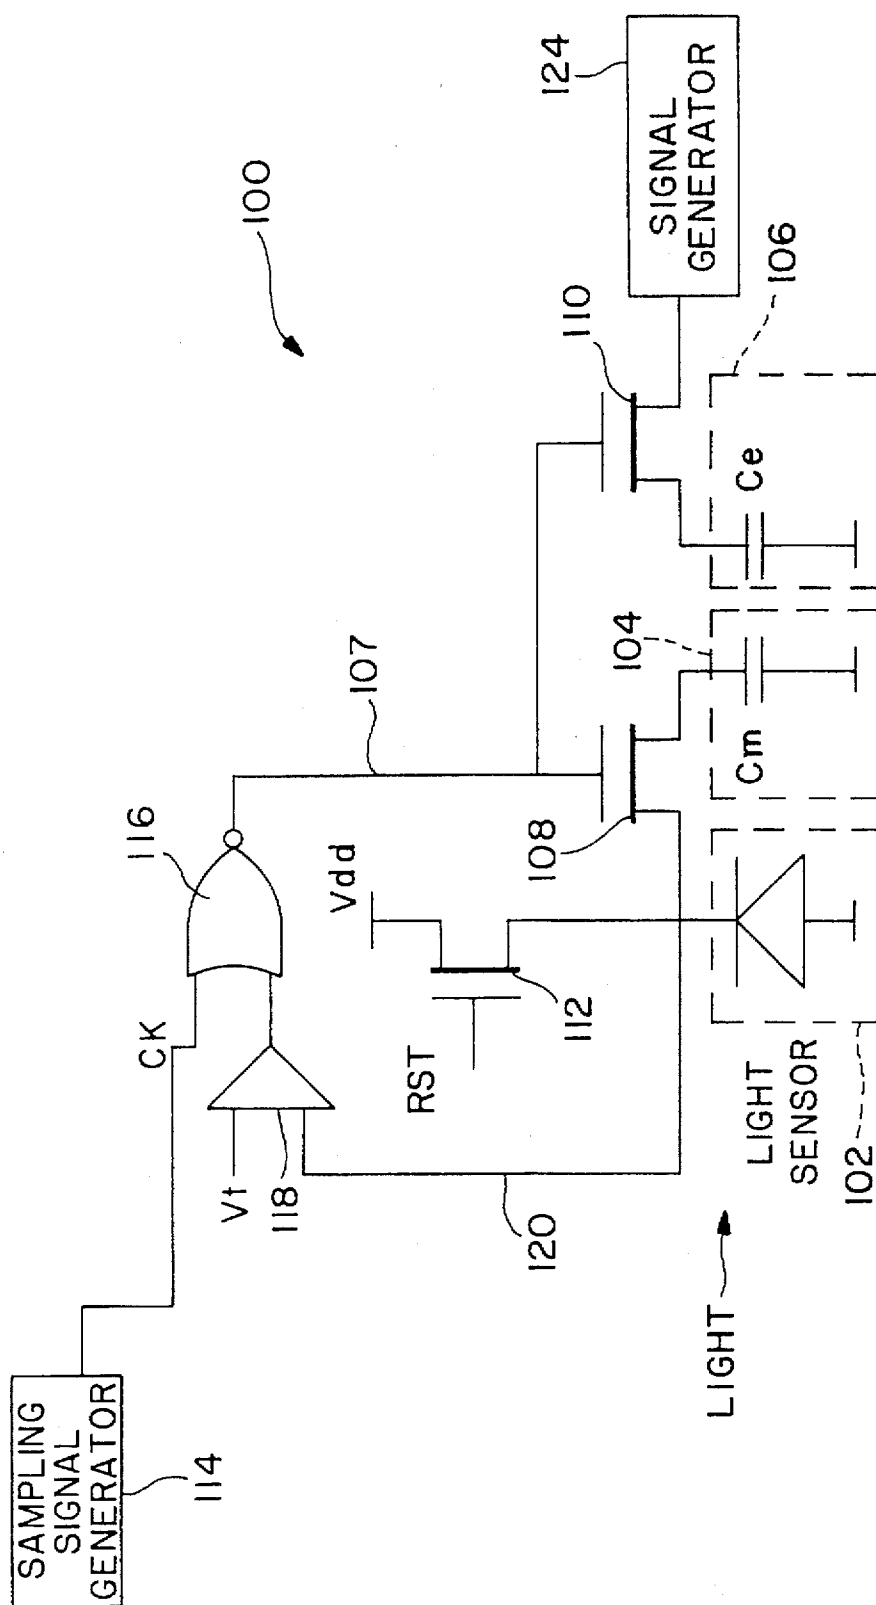 SAMPLING
SIGNAL
GENERATOR
114
CK
116
Vt
118
120
107
100
Vdd
RST
112
108
110
SIGNAL
GENERATOR
124
LIGHT
LIGHT
SENSOR
102
Cm
104
Ce
106